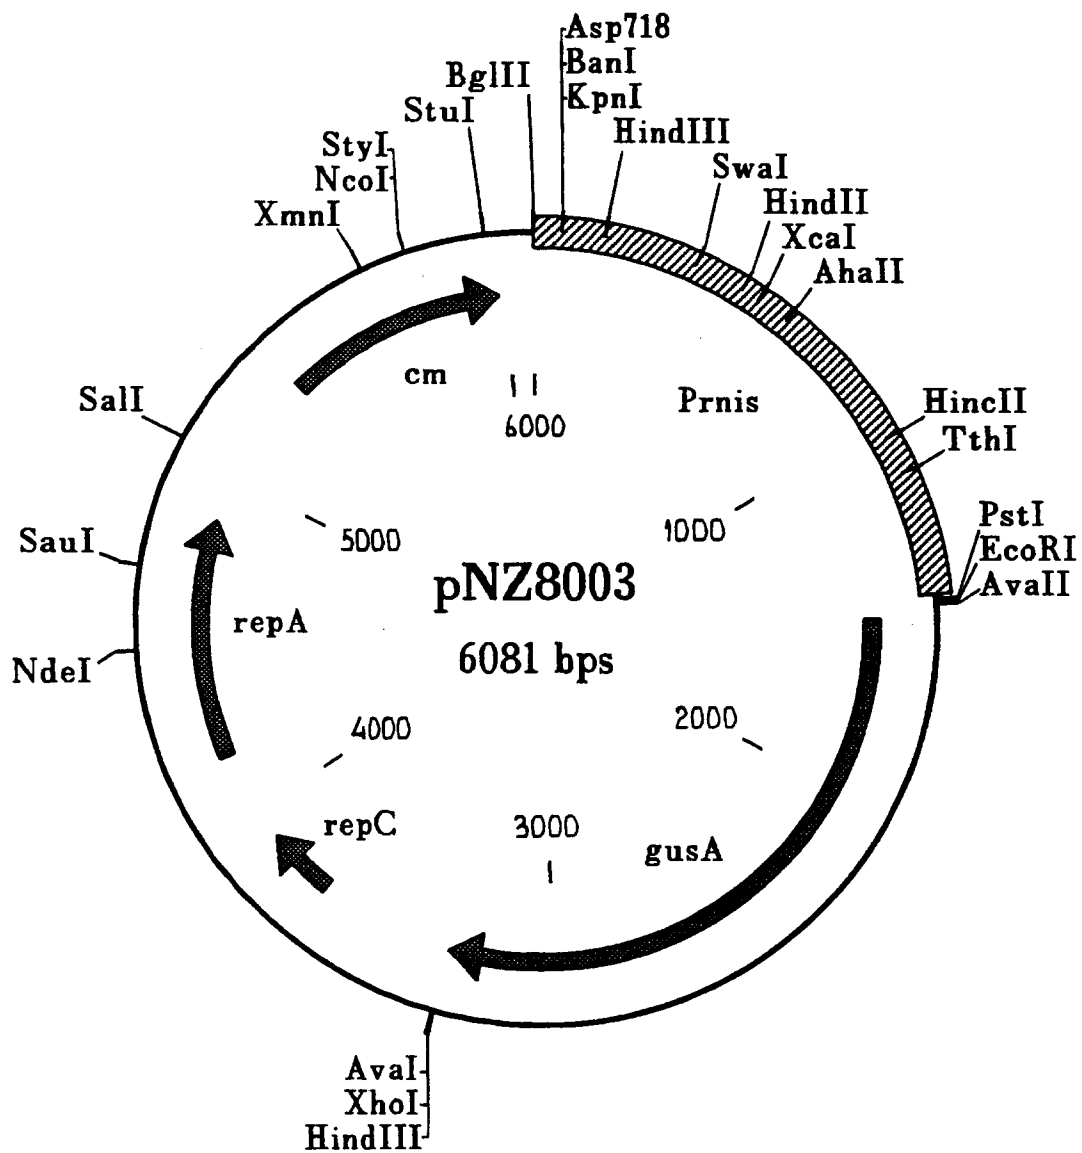 Asp718
BanI
KpnI
BglII
StuI
HindIII
StyI
NcoI
SwaI
XmnI
HindII
XcaI
AhaII
cm
Prnis
6000
SalI
HincII
TthI
1000
5000
PstI
EcoRI
AvaII
SauI
pNZ8003
repA
6081 bps
NdeI
2000
4000
repC
3000
gusA
AvaI
XhoI
HindIII